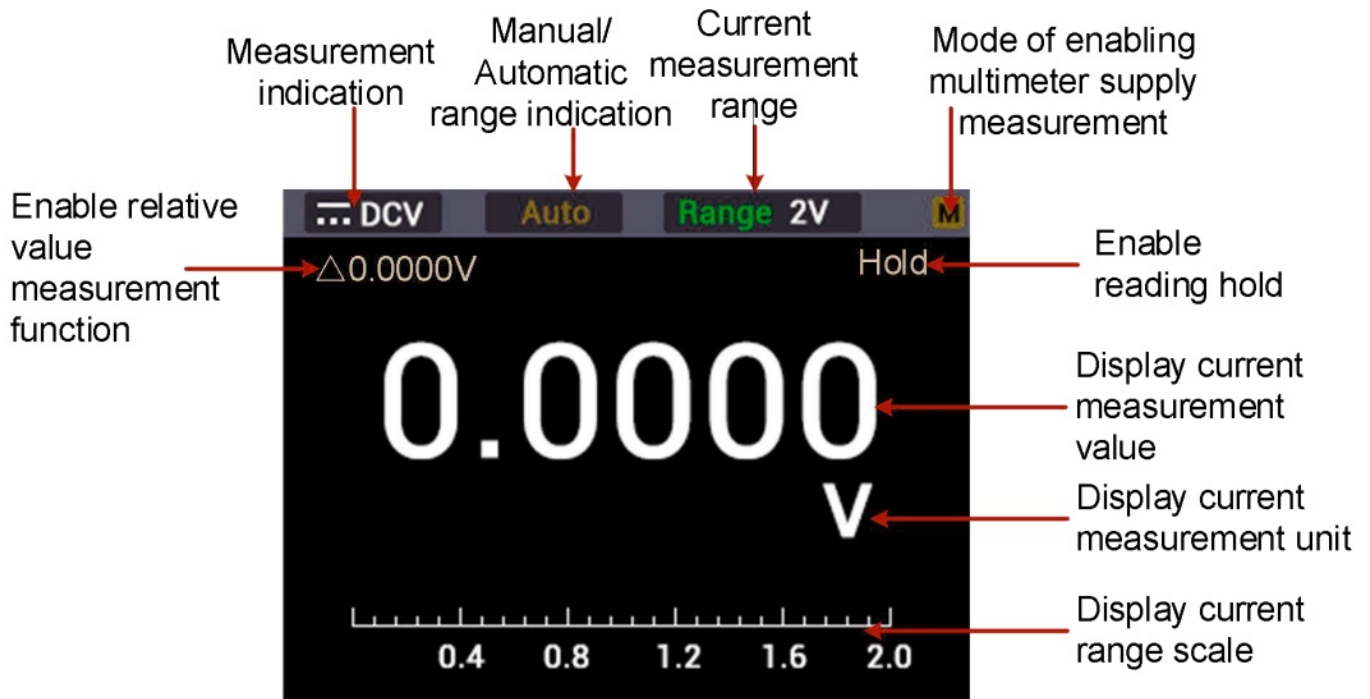 Measurement
indication
Manual/
Automatic
range indication
Current
measurement
range
Mode of enabling
multimeter supply
measurement
Enable relative
value
measurement
function
DCV
Auto
Range 2V
M
△0.0000V
Hold
Enable
reading hold
0.0000
V
Display current
measurement
value
Display current
measurement unit
0.4 0.8 1.2 1.6 2.0
Display current
range scale